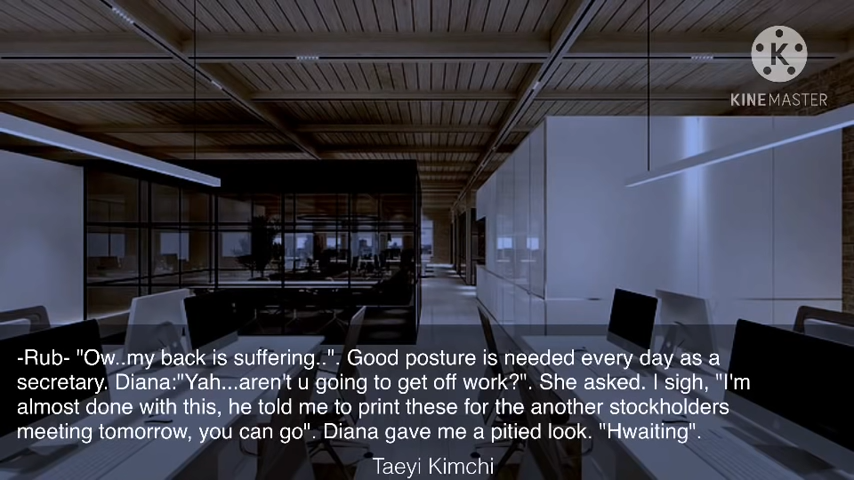 K
KINEMASTER
-Rub- "Ow..my back is suffering..". Good posture is needed every day as a
secretary. Diana:"Yah...aren't u going to get off work?". She asked. I sigh, "I'm
almost done with this, he told me to print these for the another stockholders
meeting tomorrow, you can go". Diana gave me a pitied look. "Hwaiting".
Taeyi Kimchi